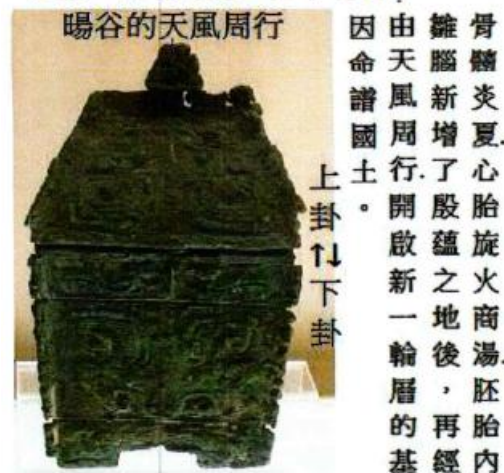 暘谷的天風周行
骨髓炎夏.心胎旋火商湯.胚胎內
雛腦新增了殷蘊之地後，再經
由天風周行.開啟新一輪層的基
因命譜國土。
上卦↑↓下卦